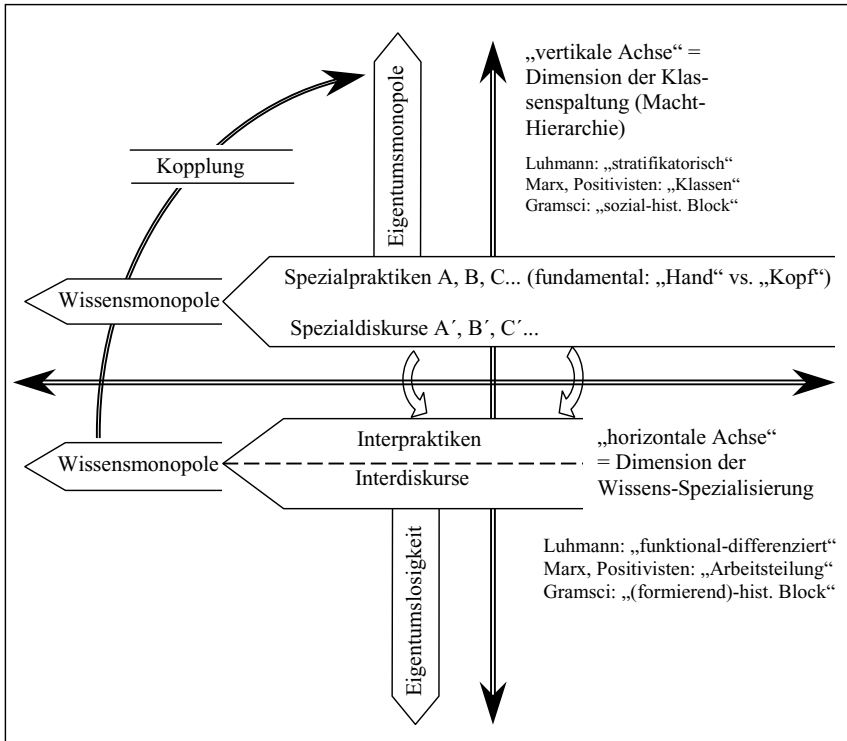 „vertikale Achse“ =
Dimension der Klas-
senspaltung (Macht-
Hierarchie)
Luhmann: „stratifikatorisch“
Marx, Positivisten: „Klassen“
Gramsci: „sozial-hist. Block“
Eigentumsmonopole
Kopplung
Spezialpraktiken A, B, C... (fundamental: „Hand“ vs. „Kopf“)
Wissensmonopole
Spezialdiskurse A´, B´, C´...
Interpraktiken
Wissensmonopole
Interdiskurse
„horizontale Achse“
= Dimension der
Wissens-Spezialisierung
Eigentumslosigkeit
Luhmann: „funktional-differenziert“
Marx, Positivisten: „Arbeitsteilung“
Gramsci: „(formierend)-hist. Block“